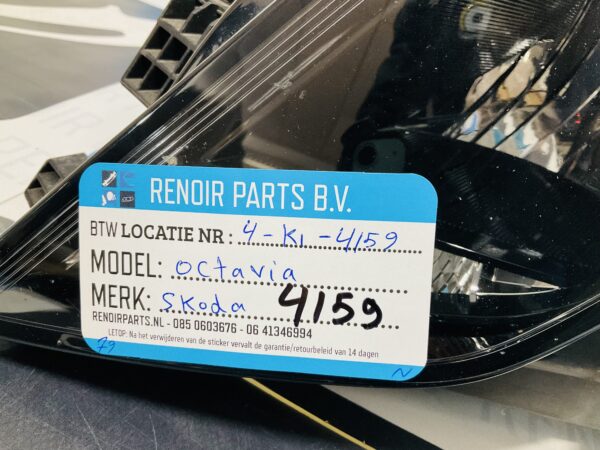 RENOIR PARTS B.V.
BTW LOCATIE NR : 4-K1-4159
MODEL: octavia
MERK: Skoda 4159
RENOIRPARTS.NL - 085 0603676 - 06 41346994
LETOP: Na het verwijderen van de sticker vervalt de garantie/retourbeleid van 14 dagen
79 N